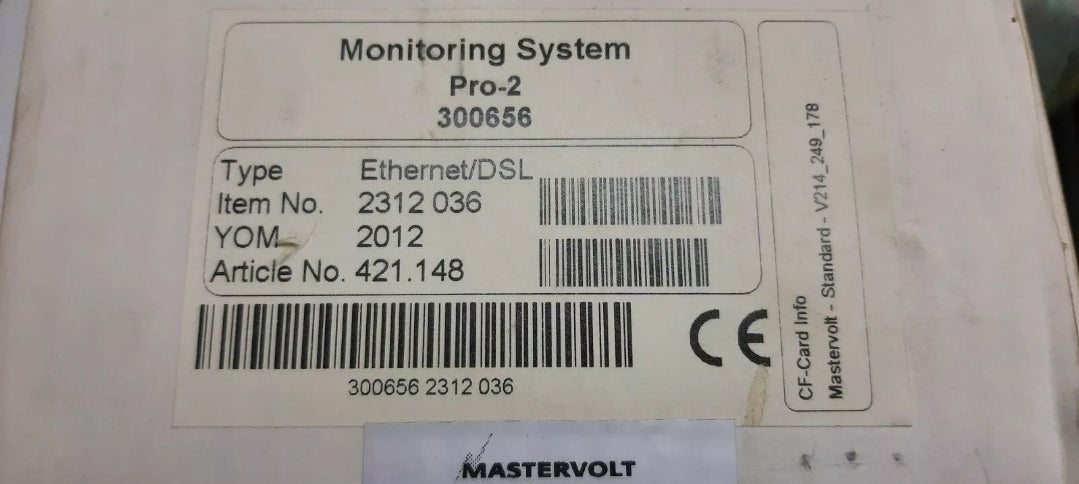 Monitoring System
Pro-2
300656
Type Ethernet/DSL
Item No. 2312 036
YOM 2012
Article No. 421.148
300656 2312 036
CF-Card Info
Mastervolt - Standard - V214_249_178
MASTERVOLT